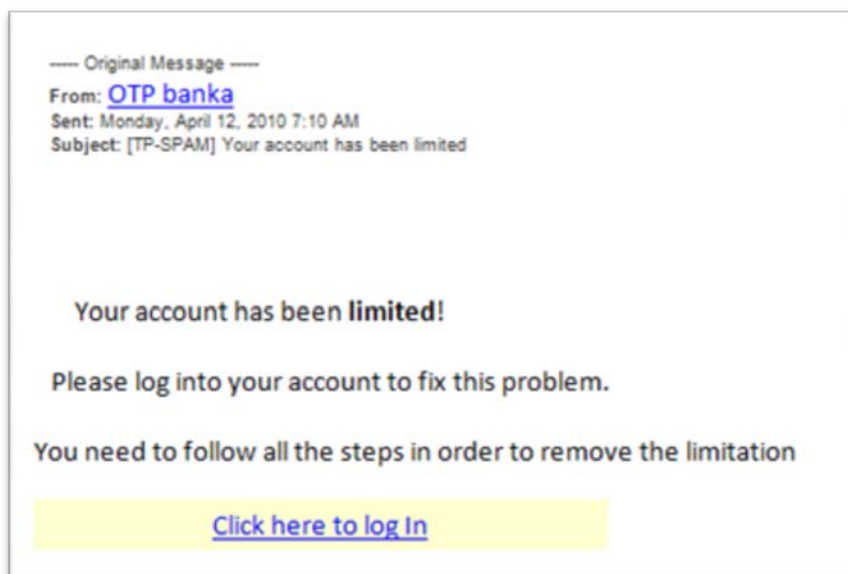 ----- Original Message -----
From: OTP banka
Sent: Monday, April 12, 2010 7:10 AM
Subject: [TP-SPAM] Your account has been limited
Your account has been limited!
Please log into your account to fix this problem.
You need to follow all the steps in order to remove the limitation
Click here to log In